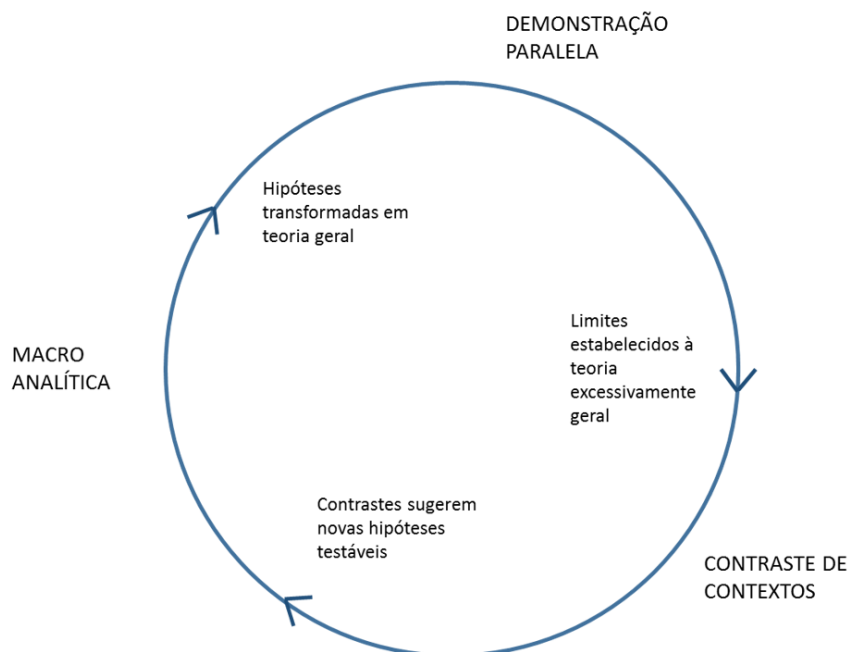 DEMONSTRAÇÃO
PARALELA
Hipóteses
transformadas em
teoria geral
Limites
estabelecidos à
teoria
excessivamente
geral
MACRO
ANALÍTICA
Contrastes sugerem
novas hipóteses
testáveis
CONTRASTE DE
CONTEXTOS